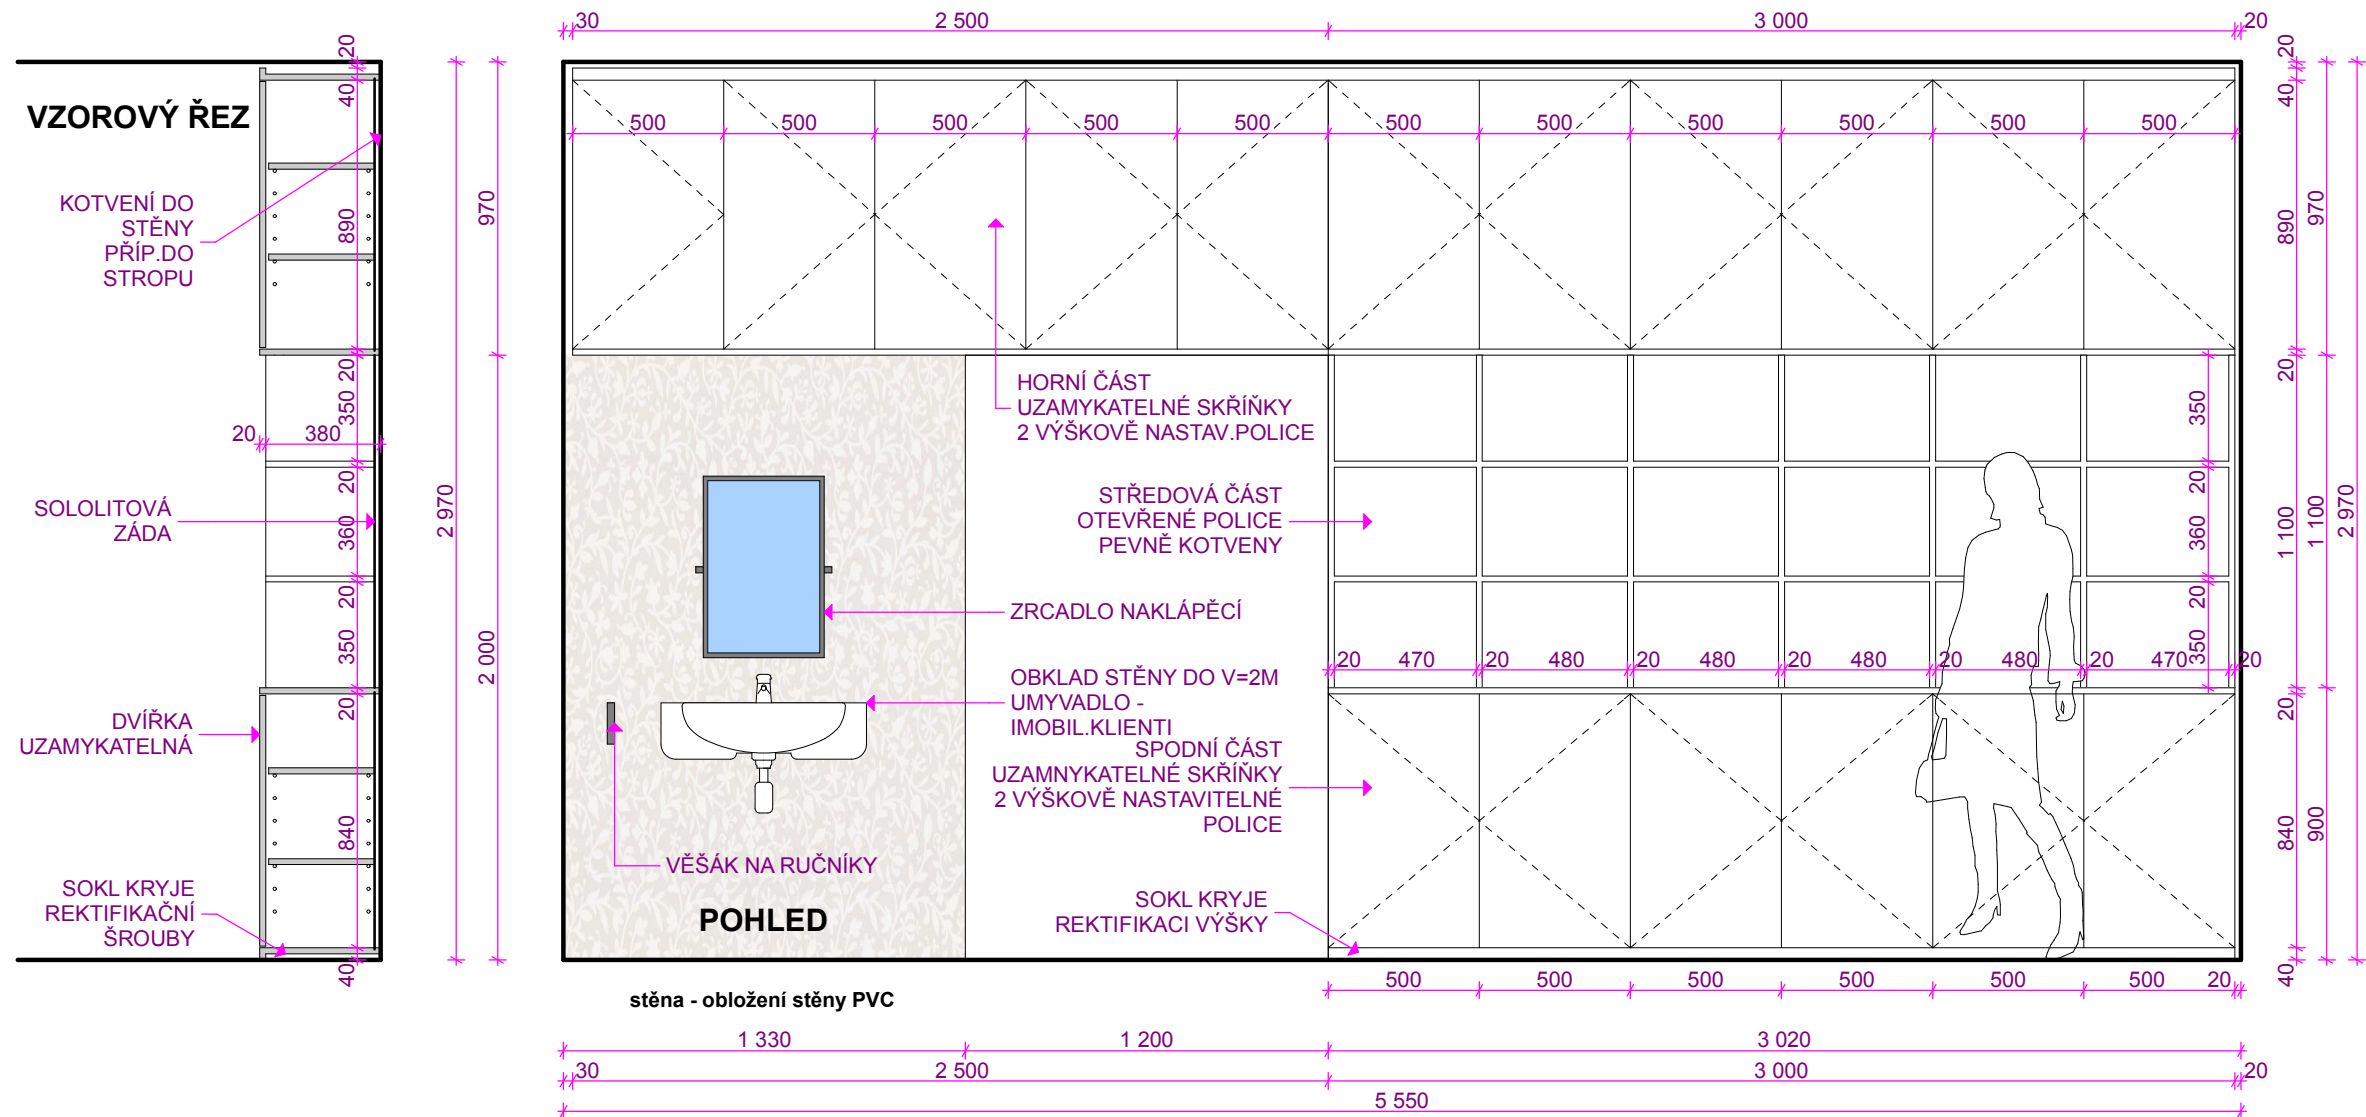 30 2 500 3 000 20
VZOROVÝ ŘEZ
KOTVENÍ DO
STĚNY
PŘÍP.DO
STROPU
SOLOLITOVÁ
ZÁDA
DVÍŘKA
UZAMYKATELNÁ
SOKL KRYJE
REKTIFIKAČNÍ
ŠROUBY
20
40
890
20
350
20 380
20
360
20
350
20
840
40
2 970
970
2 000
500 500 500 500 500 500 500 500 500 500 500
HORNÍ ČÁST
UZAMYKATELNÉ SKŘÍŇKY
2 VÝŠKOVĚ NASTAV.POLICE
STŘEDOVÁ ČÁST
OTEVŘENÉ POLICE
PEVNĚ KOTVENY
ZRCADLO NAKLÁPĚCÍ
OBKLAD STĚNY DO V=2M
UMYVADLO -
IMOBIL.KLIENTI
SPODNÍ ČÁST
UZAMNYKATELNÉ SKŘÍŇKY
2 VÝŠKOVĚ NASTAVITELNÉ
POLICE
VĚŠÁK NA RUČNÍKY
POHLED
SOKL KRYJE
REKTIFIKACI VÝŠKY
350
20
360
20
350
20 470 20 480 20 480 20 480 20 480 20 470 20
20
40
890
20
1 100
20
840
40
970
1 100
900
2 970
500 500 500 500 500 500 20
stěna - obložení stěny PVC
1 330 1 200 3 020
30 2 500 3 000 20
5 550